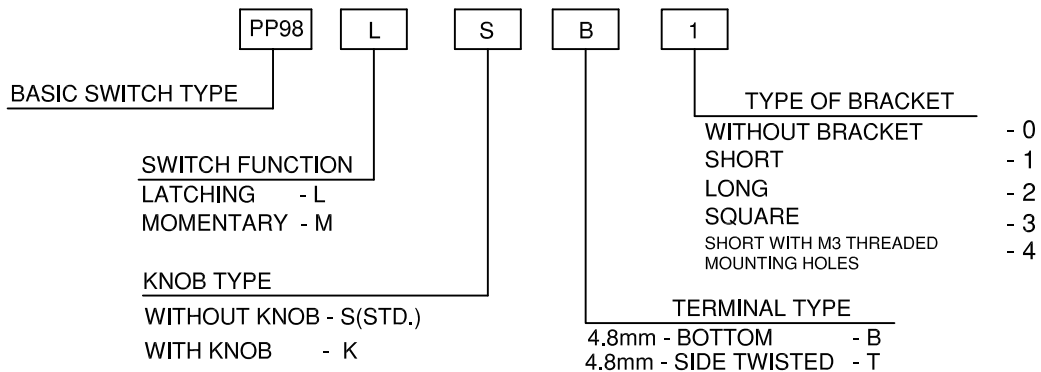 PP98 L S B 1
BASIC SWITCH TYPE
SWITCH FUNCTION
LATCHING - L
MOMENTARY - M
KNOB TYPE
WITHOUT KNOB - S(STD.)
WITH KNOB - K
TYPE OF BRACKET
WITHOUT BRACKET - 0
SHORT - 1
LONG - 2
SQUARE - 3
SHORT WITH M3 THREADED - 4
MOUNTING HOLES
TERMINAL TYPE
4.8mm - BOTTOM - B
4.8mm - SIDE TWISTED - T